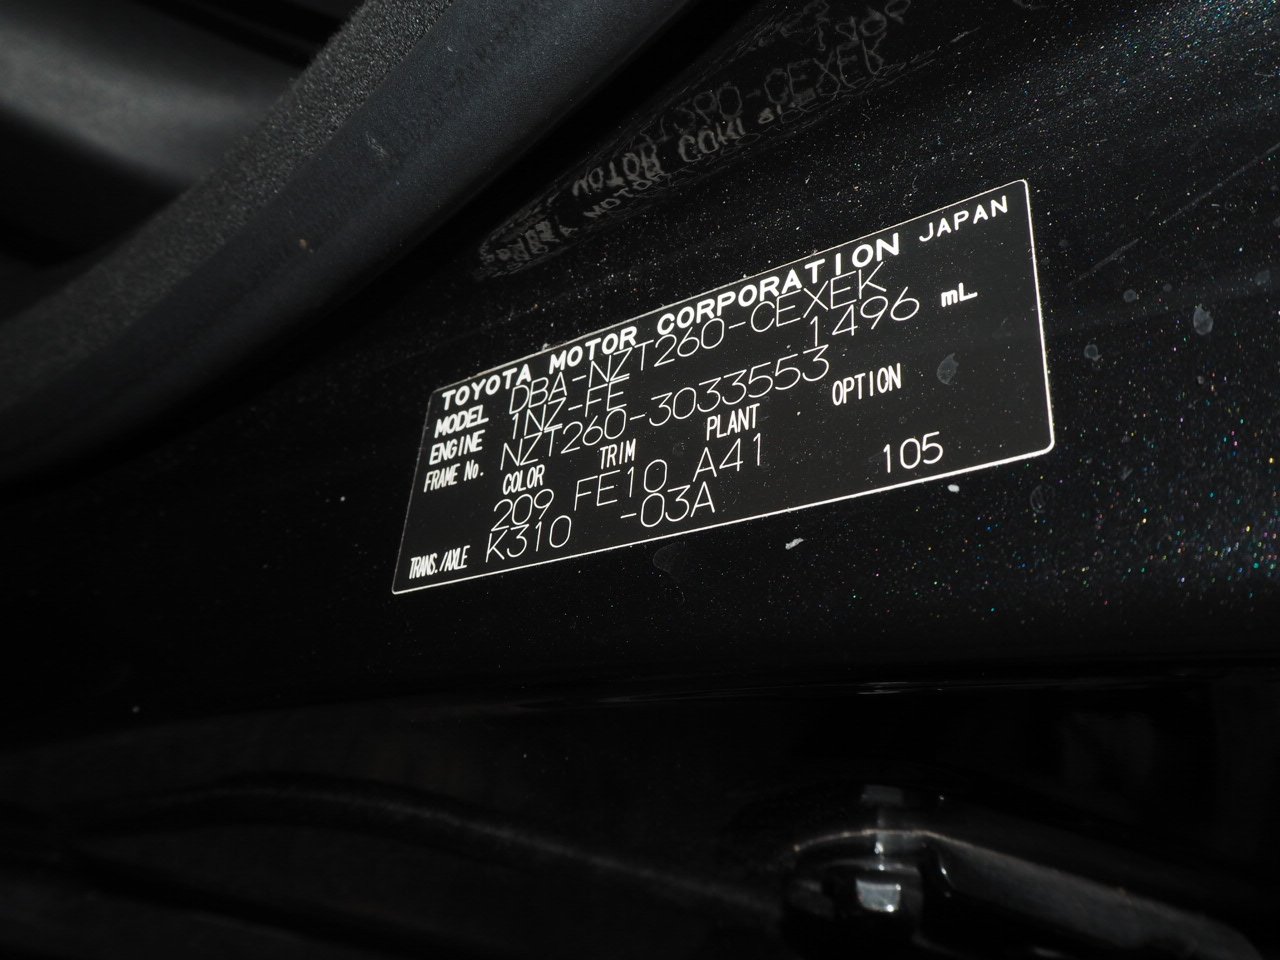 TOYOTA MOTOR CORPORATION JAPAN
MODEL DBA-NZT260-CEXEK
ENGINE 1NZ-FE 1496 mL
FRAME No. NZT260-3033553
COLOR TRIM PLANT OPTION
209 FE10 A41 105
TRANS./AXLE K310 -03A